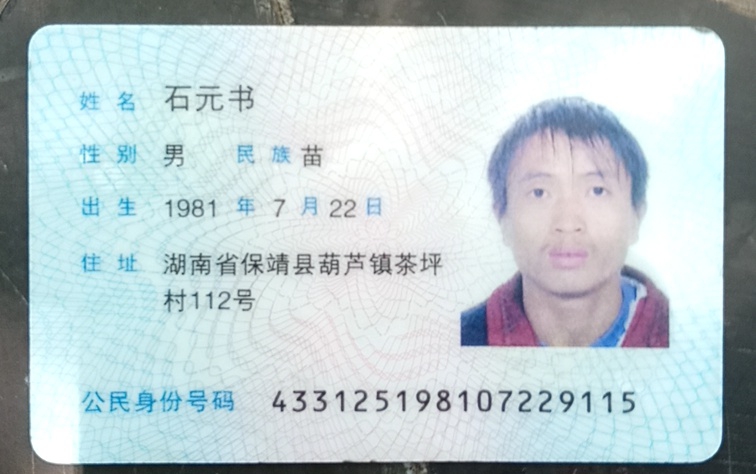 姓名 石元书
性别 男 民族 苗
出生 1981 年 7 月 22 日
住址 湖南省保靖县葫芦镇茶坪
村112号
公民身份号码 433125198107229115